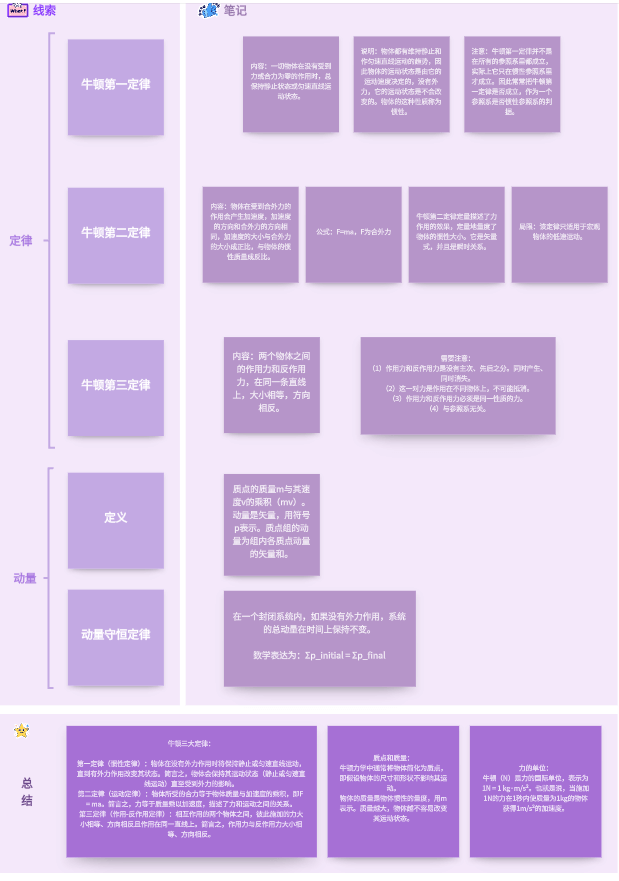 What?
线索
笔记
定律
牛顿第一定律
内容：一切物体在没有受到
力或合力为零的作用时，总
保持静止状态或匀速直线运
动状态。
说明：物体都有维持静止和
作匀速直线运动的趋势，因
此物体的运动状态是由它的
运动速度决定的，没有外
力，它的运动状态是不会改
变的。物体的这种性质称为
惯性。
注意：牛顿第一定律并不是
在所有的参照系里都成立，
实际上它只在惯性参照系里
才成立。因此常常把牛顿第
一定律是否成立，作为一个
参照系是否惯性参照系的判
据。
牛顿第二定律
内容：物体在受到合外力的
作用会产生加速度，加速度
的方向和合外力的方向相
同，加速度的大小与合外力
的大小成正比，与物体的惯
性质量成反比。
公式：F=ma，F为合外力
牛顿第二定律定量描述了力
作用的效果，定量地量度了
物体的惯性大小。它是矢量
式，并且是瞬时关系。
局限：该定律只适用于宏观
物体的低速运动。
牛顿第三定律
内容：两个物体之间
的作用力和反作用
力，在同一条直线
上，大小相等，方向
相反。
需要注意：
（1）作用力和反作用力是没有主次、先后之分。同时产生、
同时消失。
（2）这一对力是作用在不同物体上，不可能抵消。
（3）作用力和反作用力必须是同一性质的力。
（4）与参照系无关。
动量
定义
质点的质量m与其速
度v的乘积（mv）。
动量是矢量，用符号
p表示。质点组的动
量为组内各质点动量
的矢量和。
动量守恒定律
在一个封闭系统内，如果没有外力作用，系统
的总动量在时间上保持不变。
数学表达为：Σp_initial = Σp_final
总
结
牛顿三大定律：
第一定律（惯性定律）：物体在没有外力作用时将保持静止或匀速直线运动，
直到有外力作用改变其状态。简言之，物体会保持其运动状态（静止或匀速直
线运动）直至受到外力的影响。
第二定律（运动定律）：物体所受的合力等于物体质量与加速度的乘积，即F
= ma。简言之，力等于质量乘以加速度，描述了力和运动之间的关系。
第三定律（作用-反作用定律）：相互作用的两个物体之间，彼此施加的力大
小相等、方向相反且作用在同一直线上。简言之，作用力与反作用力大小相
等、方向相反。
质点和质量：
牛顿力学中通常将物体简化为质点，
即假设物体的尺寸和形状不影响其运
动。
物体的质量是物体惯性的量度，用m
表示。质量越大，物体越不容易改变
其运动状态。
力的单位：
牛顿（N）是力的国际单位，表示为
1N = 1 kg·m/s²。也就是说，当施加
1N的力在1秒内使质量为1kg的物体
获得1m/s²的加速度。